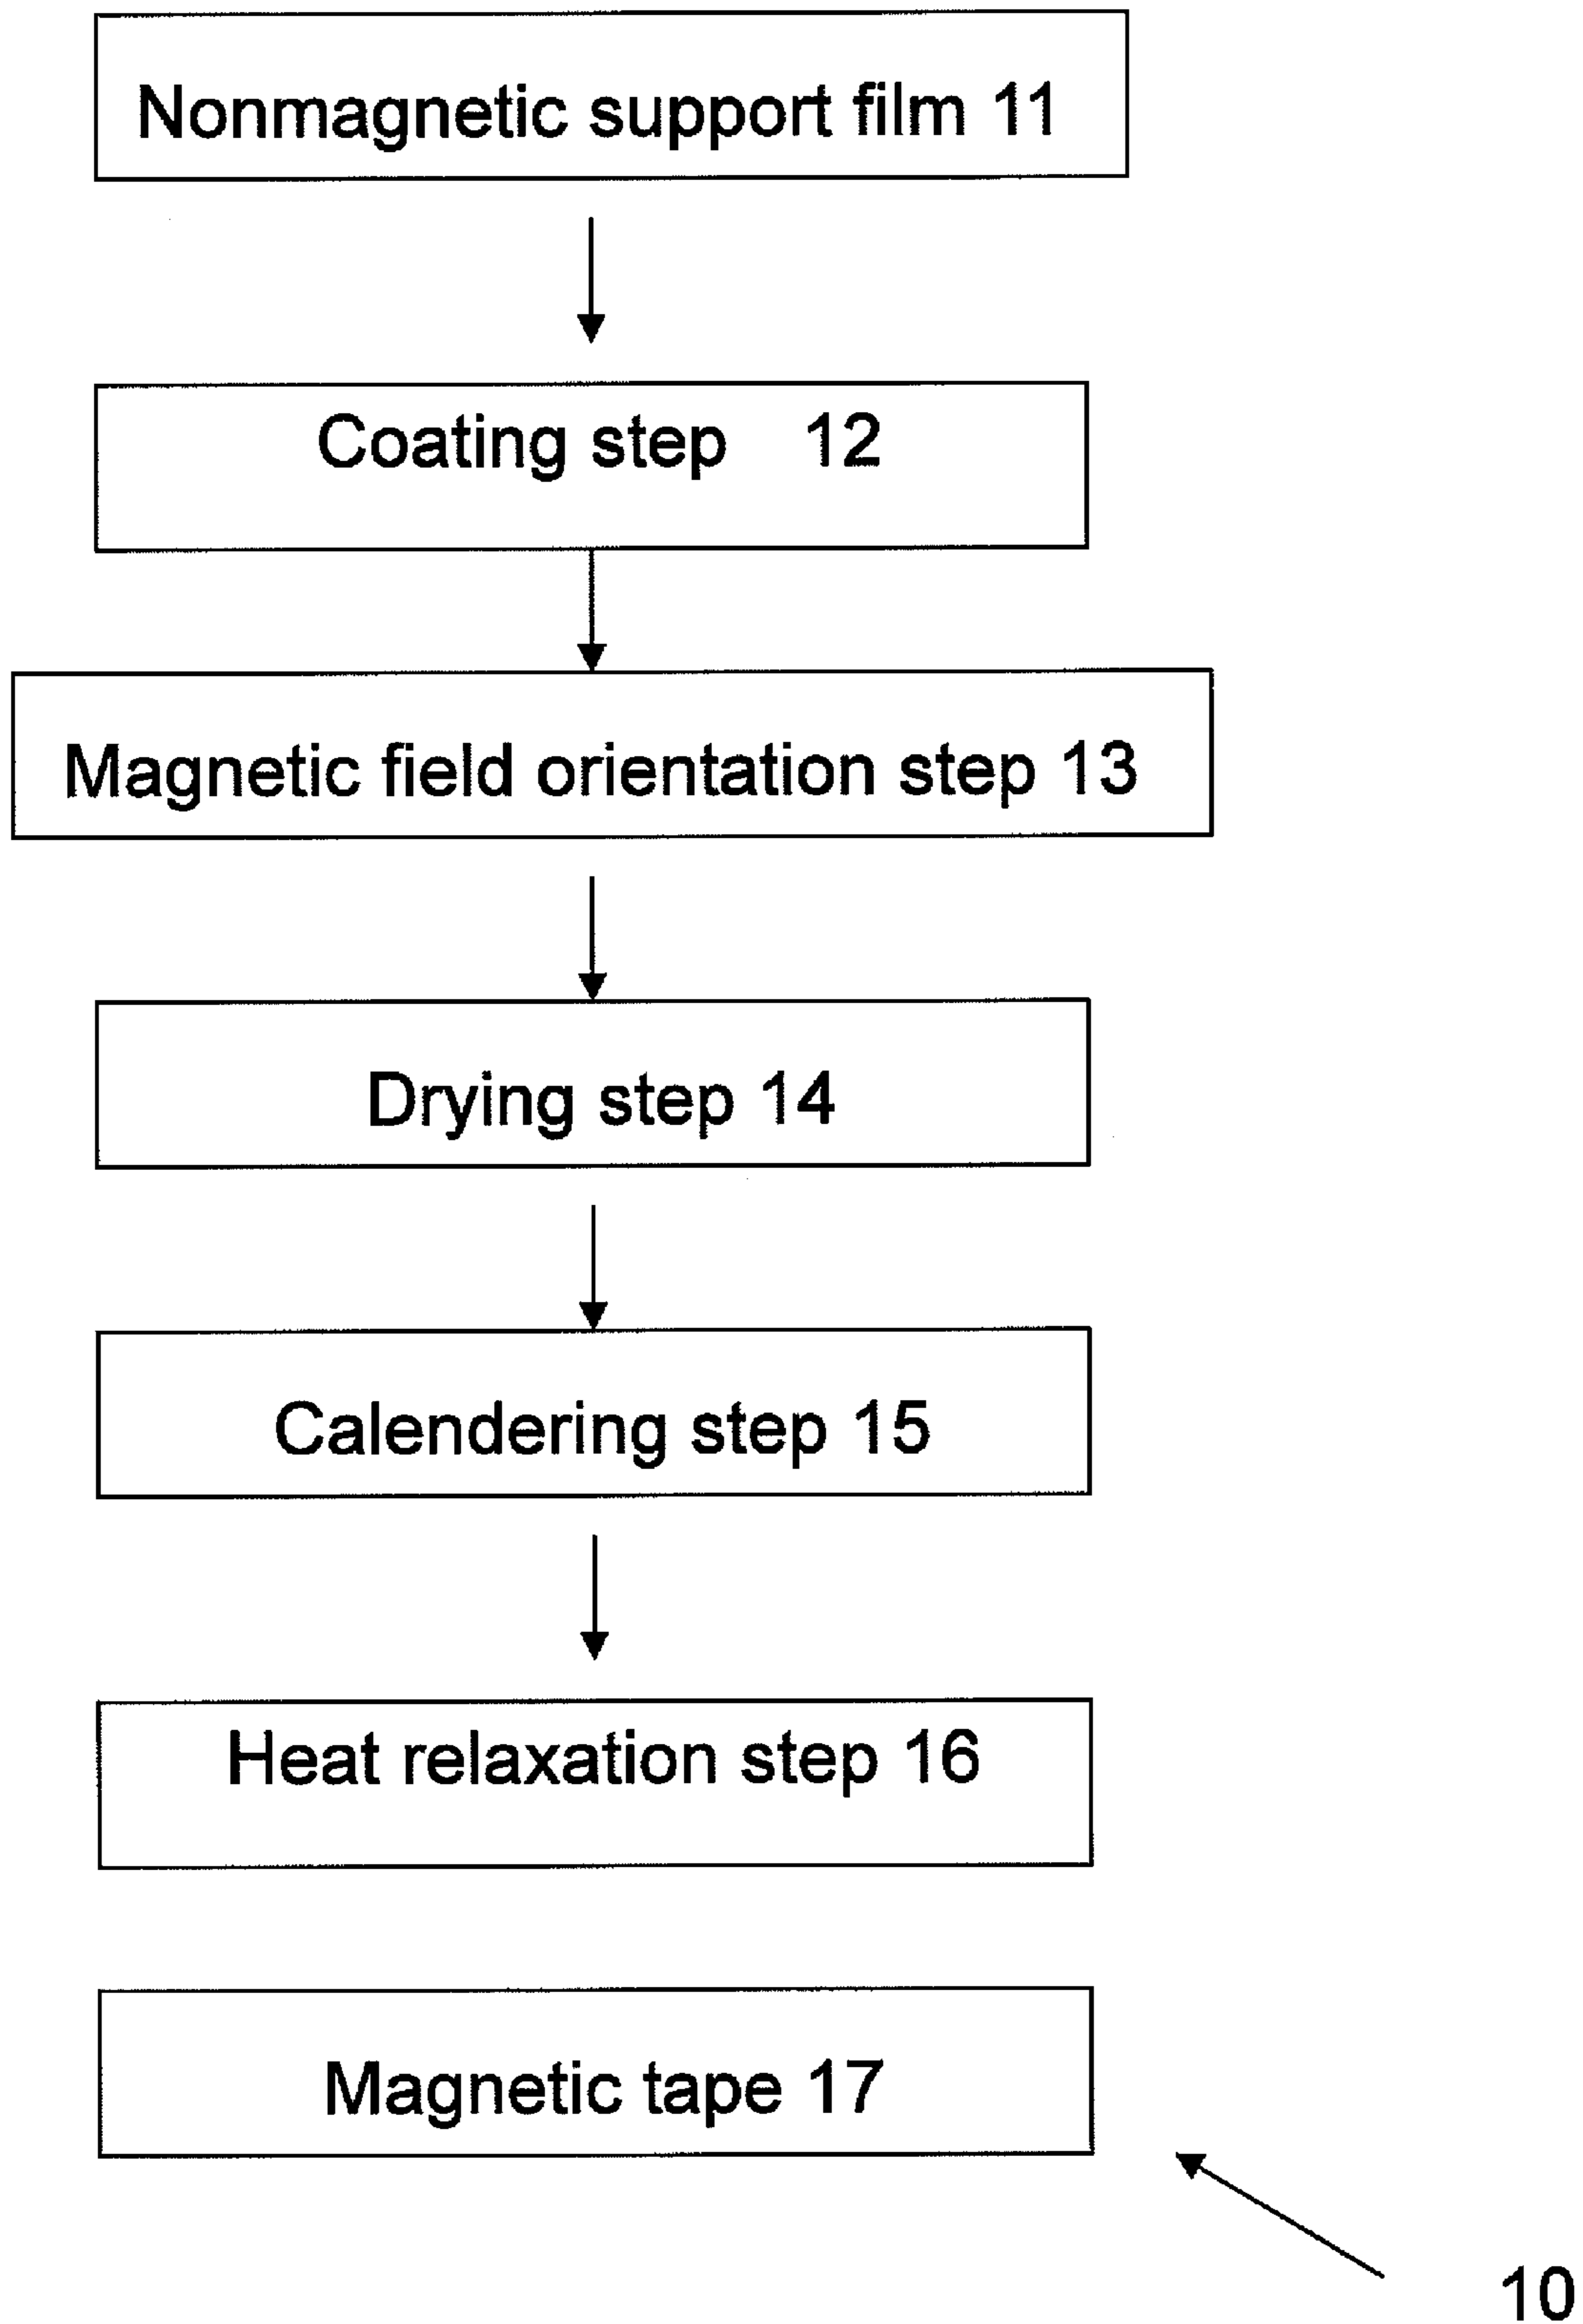 Nonmagnetic support film 11
Coating step 12
Magnetic field orientation step 13
Drying step 14
Calendering step 15
Heat relaxation step 16
Magnetic tape 17
10